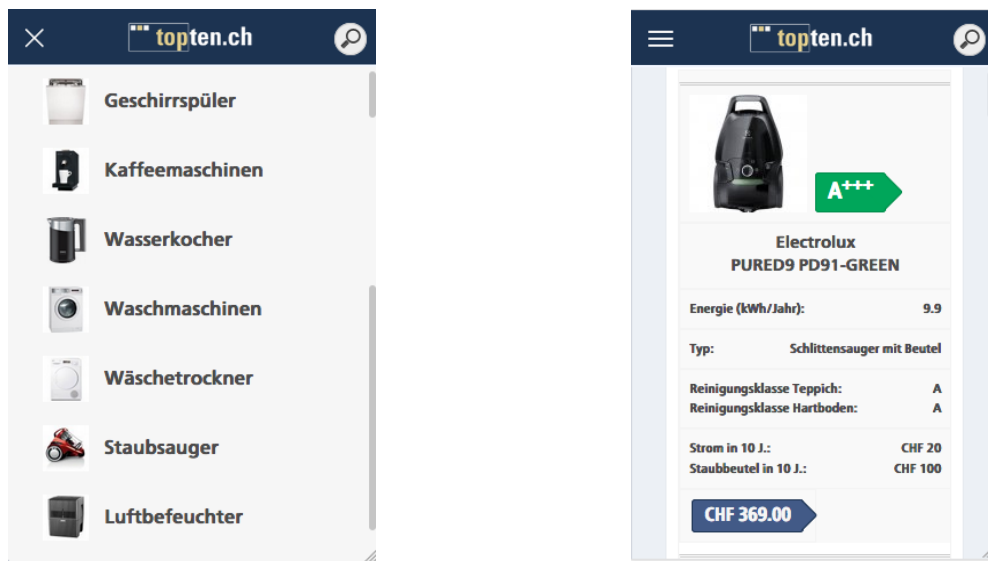 topten.ch
Geschirrspüler
Kaffeemaschinen
Wasserkocher
Waschmaschinen
Wäschetrockner
Staubsauger
Luftbefeuchter
topten.ch
A+++
Electrolux
PURED9 PD91-GREEN
Energie (kWh/Jahr): 9.9
Typ: Schlittensauger mit Beutel
Reinigungsklasse Teppich: A
Reinigungsklasse Hartboden: A
Strom in 10 J.: CHF 20
Staubbeutel in 10 J.: CHF 100
CHF 369.00